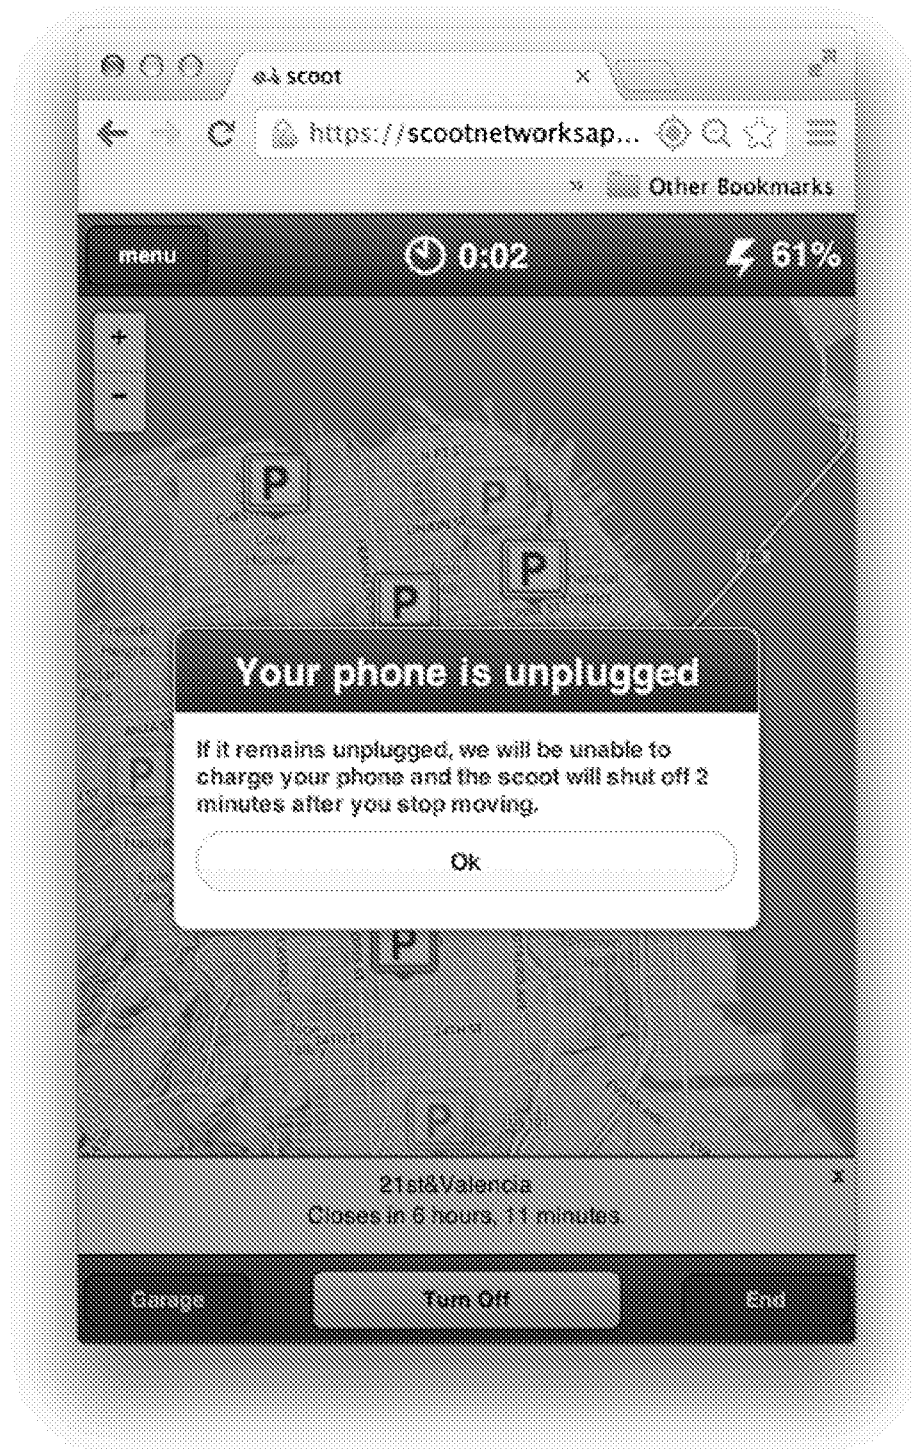 scoot
https://scootnetworksap...
Other Bookmarks
menu
0:02
61%
+
-
P
P
P
P
Your phone is unplugged
If it remains unplugged, we will be unable to
charge your phone and the scoot will shut off 2
minutes after you stop moving.
Ok
P
P
21st&Valencia
x
Closes in 6 hours, 11 minutes.
Garage
Turn Off
End